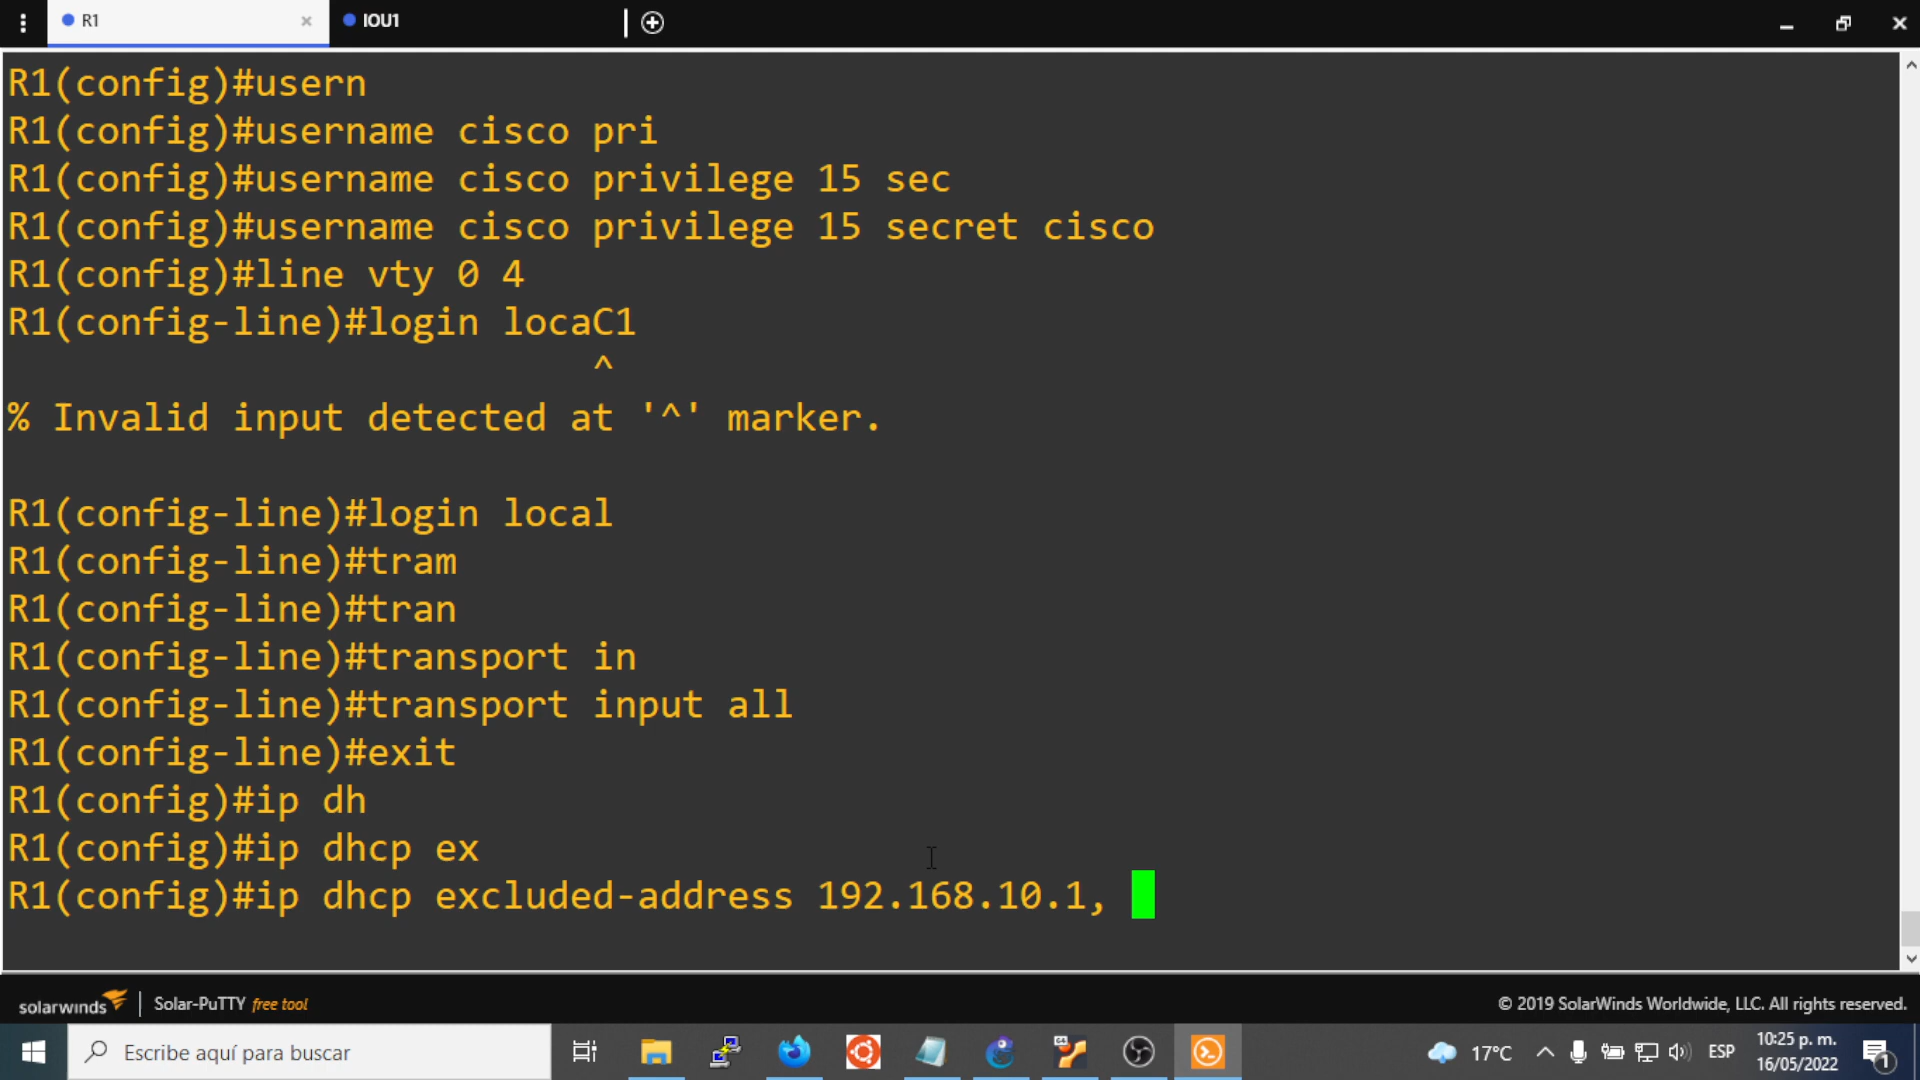 R1
IOU1
R1(config)#usern
R1(config)#username cisco pri
R1(config)#username cisco privilege 15 sec
R1(config)#username cisco privilege 15 secret cisco
R1(config)#line vty 0 4
R1(config-line)#login locaC1
^
% Invalid input detected at '^' marker.
R1(config-line)#login local
R1(config-line)#tram
R1(config-line)#tran
R1(config-line)#transport in
R1(config-line)#transport input all
R1(config-line)#exit
R1(config)#ip dh
R1(config)#ip dhcp ex
R1(config)#ip dhcp excluded-address 192.168.10.1,
solarwinds | Solar-PuTTY free tool
© 2019 SolarWinds Worldwide, LLC. All rights reserved.
Escribe aquí para buscar
17°C
ESP
10:25 p. m.
16/05/2022
1